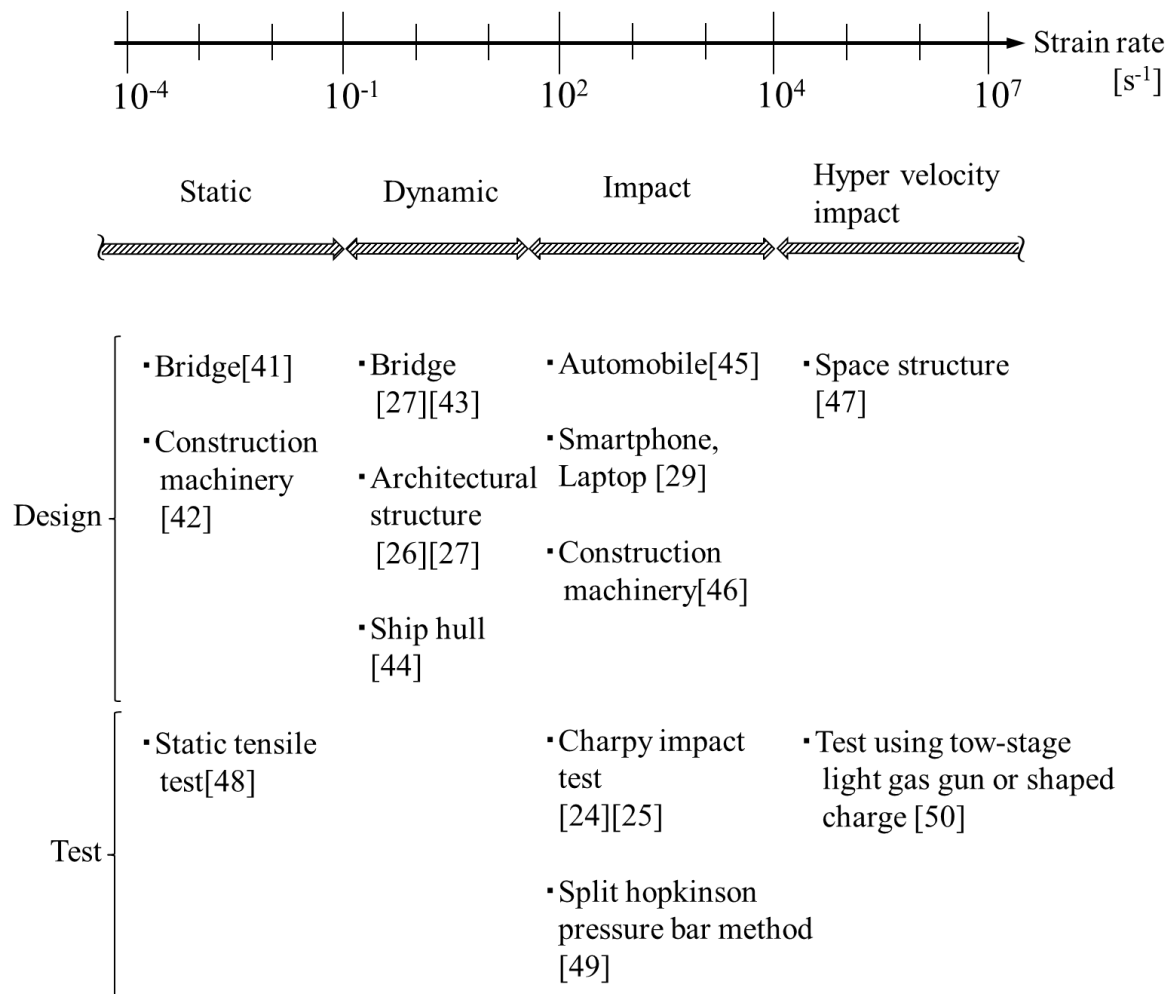 Strain rate
[s⁻¹]
10⁻⁴ 10⁻¹ 10² 10⁴ 10⁷
Static
Dynamic
Impact
Hyper velocity
impact
Design
▪Bridge[41]
▪Construction
machinery
[42]
▪Bridge
[27][43]
▪Architectural
structure
[26][27]
▪Ship hull
[44]
▪Automobile[45]
▪Smartphone,
Laptop [29]
▪Construction
machinery[46]
▪Space structure
[47]
Test
▪Static tensile
test[48]
▪Charpy impact
test
[24][25]
▪Split hopkinson
pressure bar method
[49]
▪Test using tow-stage
light gas gun or shaped
charge [50]